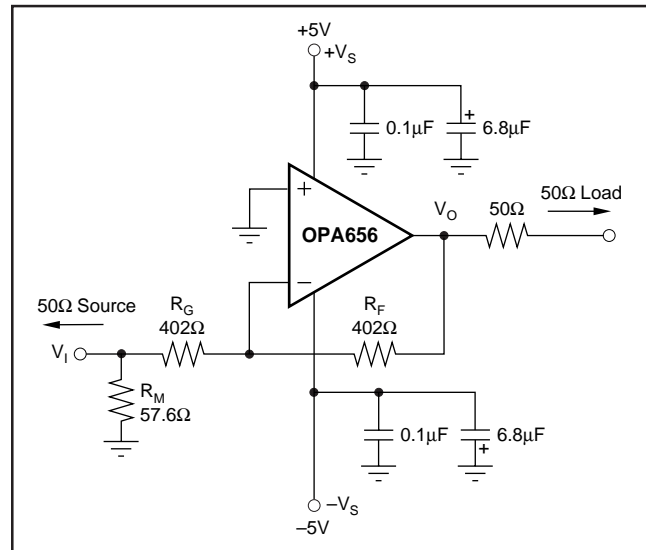 +5V
+V_S
0.1μF
6.8μF
+
+
OPA656
−
50Ω Load
V_O
50Ω
50Ω Source
R_G
402Ω
R_F
402Ω
V_I
R_M
57.6Ω
0.1μF
6.8μF
+
−V_S
−5V